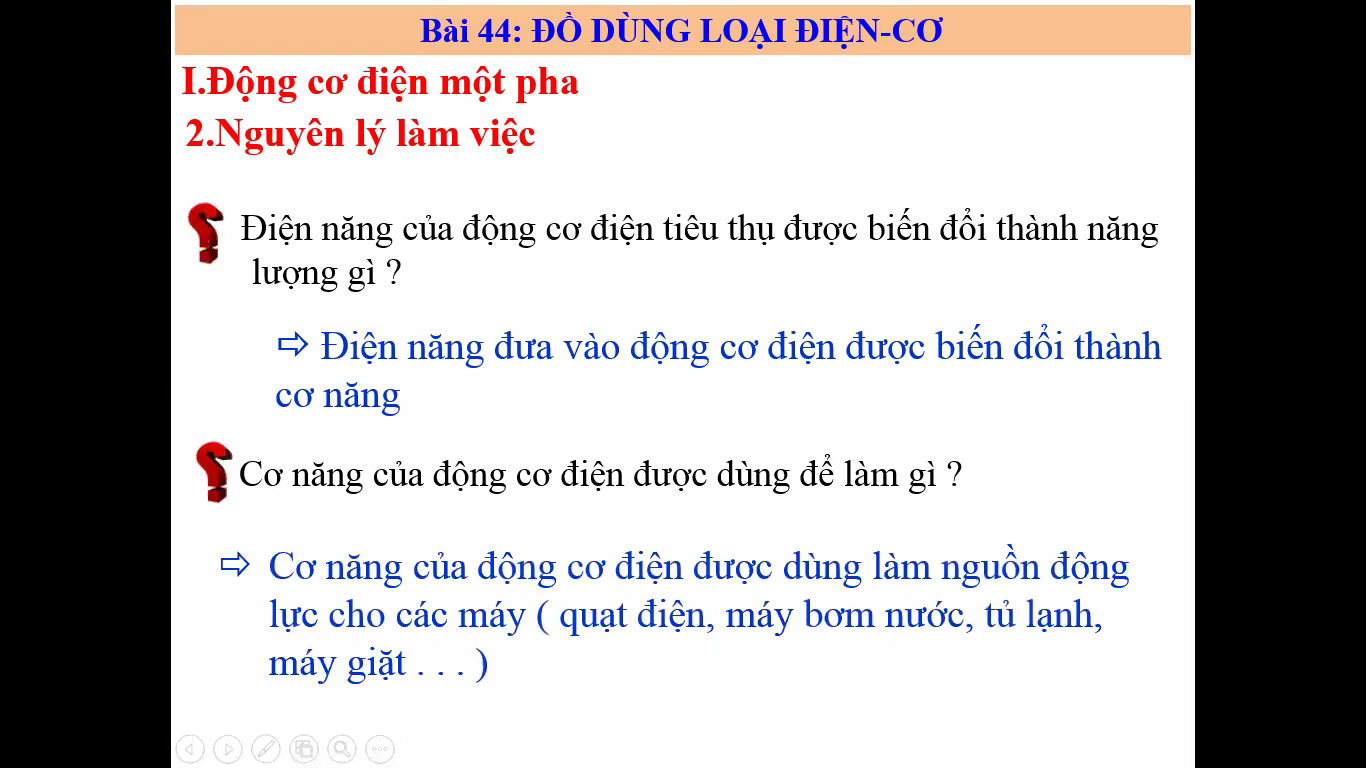 Bài 44: ĐỒ DÙNG LOẠI ĐIỆN-CƠ
I.Động cơ điện một pha
2.Nguyên lý làm việc
Điện năng của động cơ điện tiêu thụ được biến đổi thành năng
lượng gì ?
⇨ Điện năng đưa vào động cơ điện được biến đổi thành
cơ năng
Cơ năng của động cơ điện được dùng để làm gì ?
⇨ Cơ năng của động cơ điện được dùng làm nguồn động
lực cho các máy ( quạt điện, máy bơm nước, tủ lạnh,
máy giặt . . . )